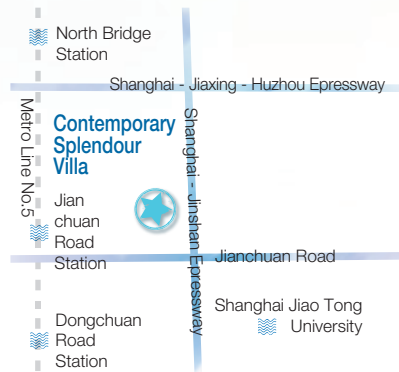 North Bridge
Station
Shanghai - Jiaxing - Huzhou Epressway
Metro Line No.5
Contemporary
Splendour
Villa
Shanghai - Jinshan Epressway
Jian
chuan
Road
Station
Jianchuan Road
Shanghai Jiao Tong
University
Dongchuan
Road
Station